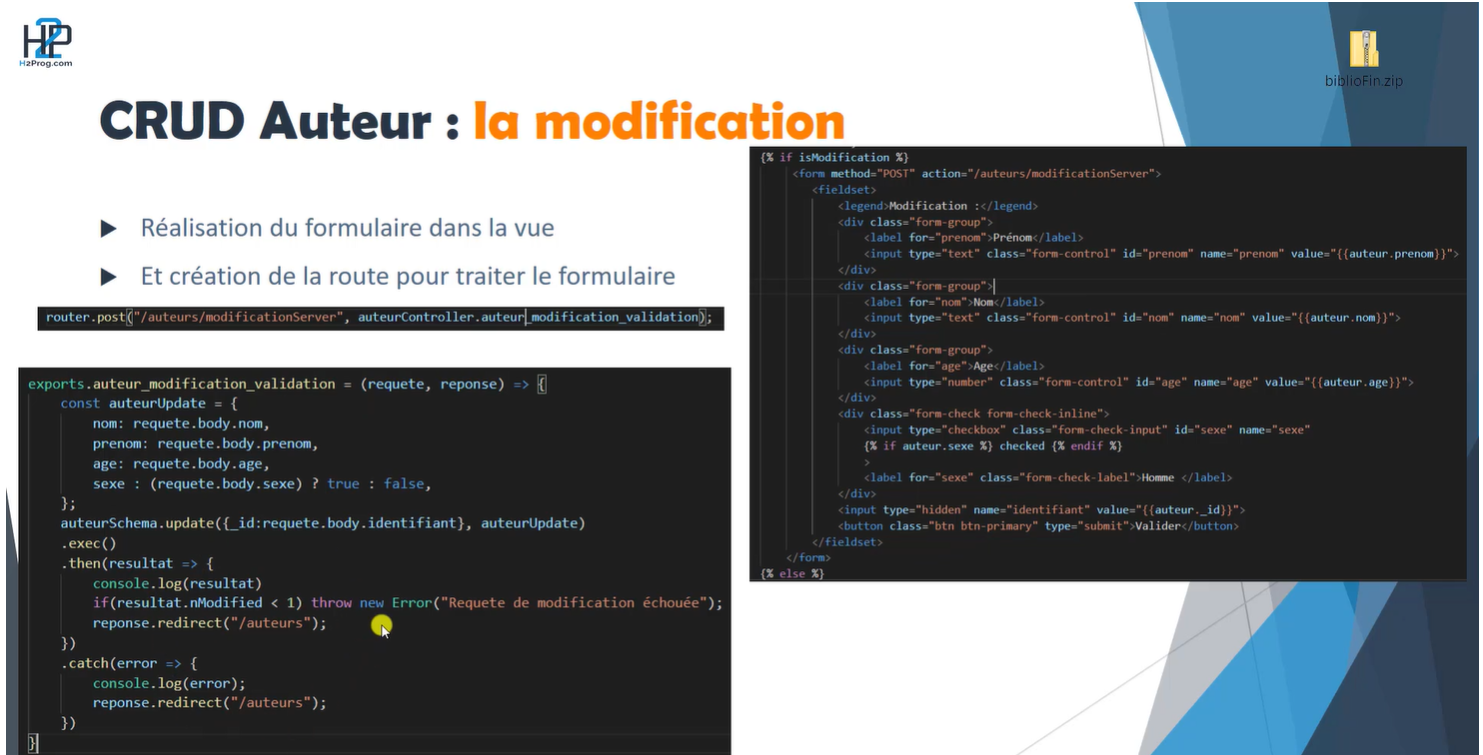 H2P
H2Prog.com
biblioFin.zip
CRUD Auteur : la modification
Réalisation du formulaire dans la vue
Et création de la route pour traiter le formulaire
router.post("/auteurs/modificationServer", auteurController.auteur_modification_validation);
exports.auteur_modification_validation = (requete, reponse) => {
    const auteurUpdate = {
        nom: requete.body.nom,
        prenom: requete.body.prenom,
        age: requete.body.age,
        sexe : (requete.body.sexe) ? true : false,
    };
    auteurSchema.update({_id:requete.body.identifiant}, auteurUpdate)
    .exec()
    .then(resultat => {
        console.log(resultat)
        if(resultat.nModified < 1) throw new Error("Requete de modification échouée");
        reponse.redirect("/auteurs");
    })
    .catch(error => {
        console.log(error);
        reponse.redirect("/auteurs");
    })
}
{% if isModification %}
    <form method="POST" action="/auteurs/modificationServer">
        <fieldset>
            <legend>Modification :</legend>
            <div class="form-group">
                <label for="prenom">Prénom</label>
                <input type="text" class="form-control" id="prenom" name="prenom" value="{{auteur.prenom}}">
            </div>
            <div class="form-group">
                <label for="nom">Nom</label>
                <input type="text" class="form-control" id="nom" name="nom" value="{{auteur.nom}}">
            </div>
            <div class="form-group">
                <label for="age">Age</label>
                <input type="number" class="form-control" id="age" name="age" value="{{auteur.age}}">
            </div>
            <div class="form-check form-check-inline">
                <input type="checkbox" class="form-check-input" id="sexe" name="sexe"
                {% if auteur.sexe %} checked {% endif %}
                >
                <label for="sexe" class="form-check-label">Homme </label>
            </div>
            <input type="hidden" name="identifiant" value="{{auteur._id}}">
            <button class="btn btn-primary" type="submit">Valider</button>
        </fieldset>
    </form>
{% else %}